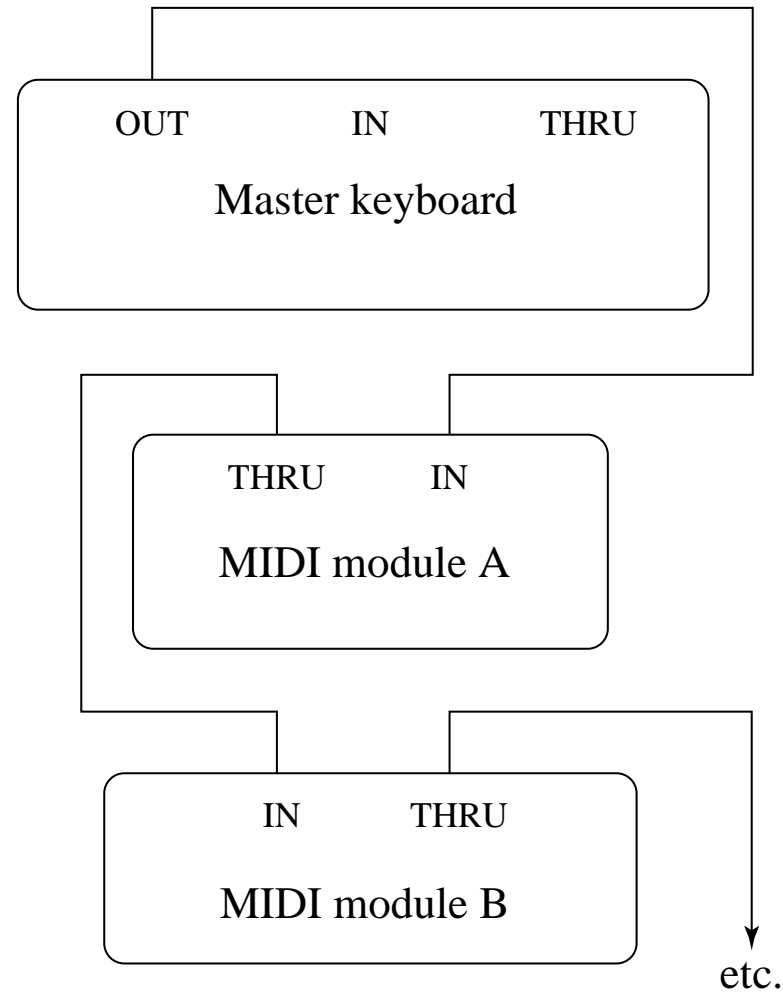 OUT IN THRU
Master keyboard
THRU IN
MIDI module A
IN THRU
MIDI module B
etc.